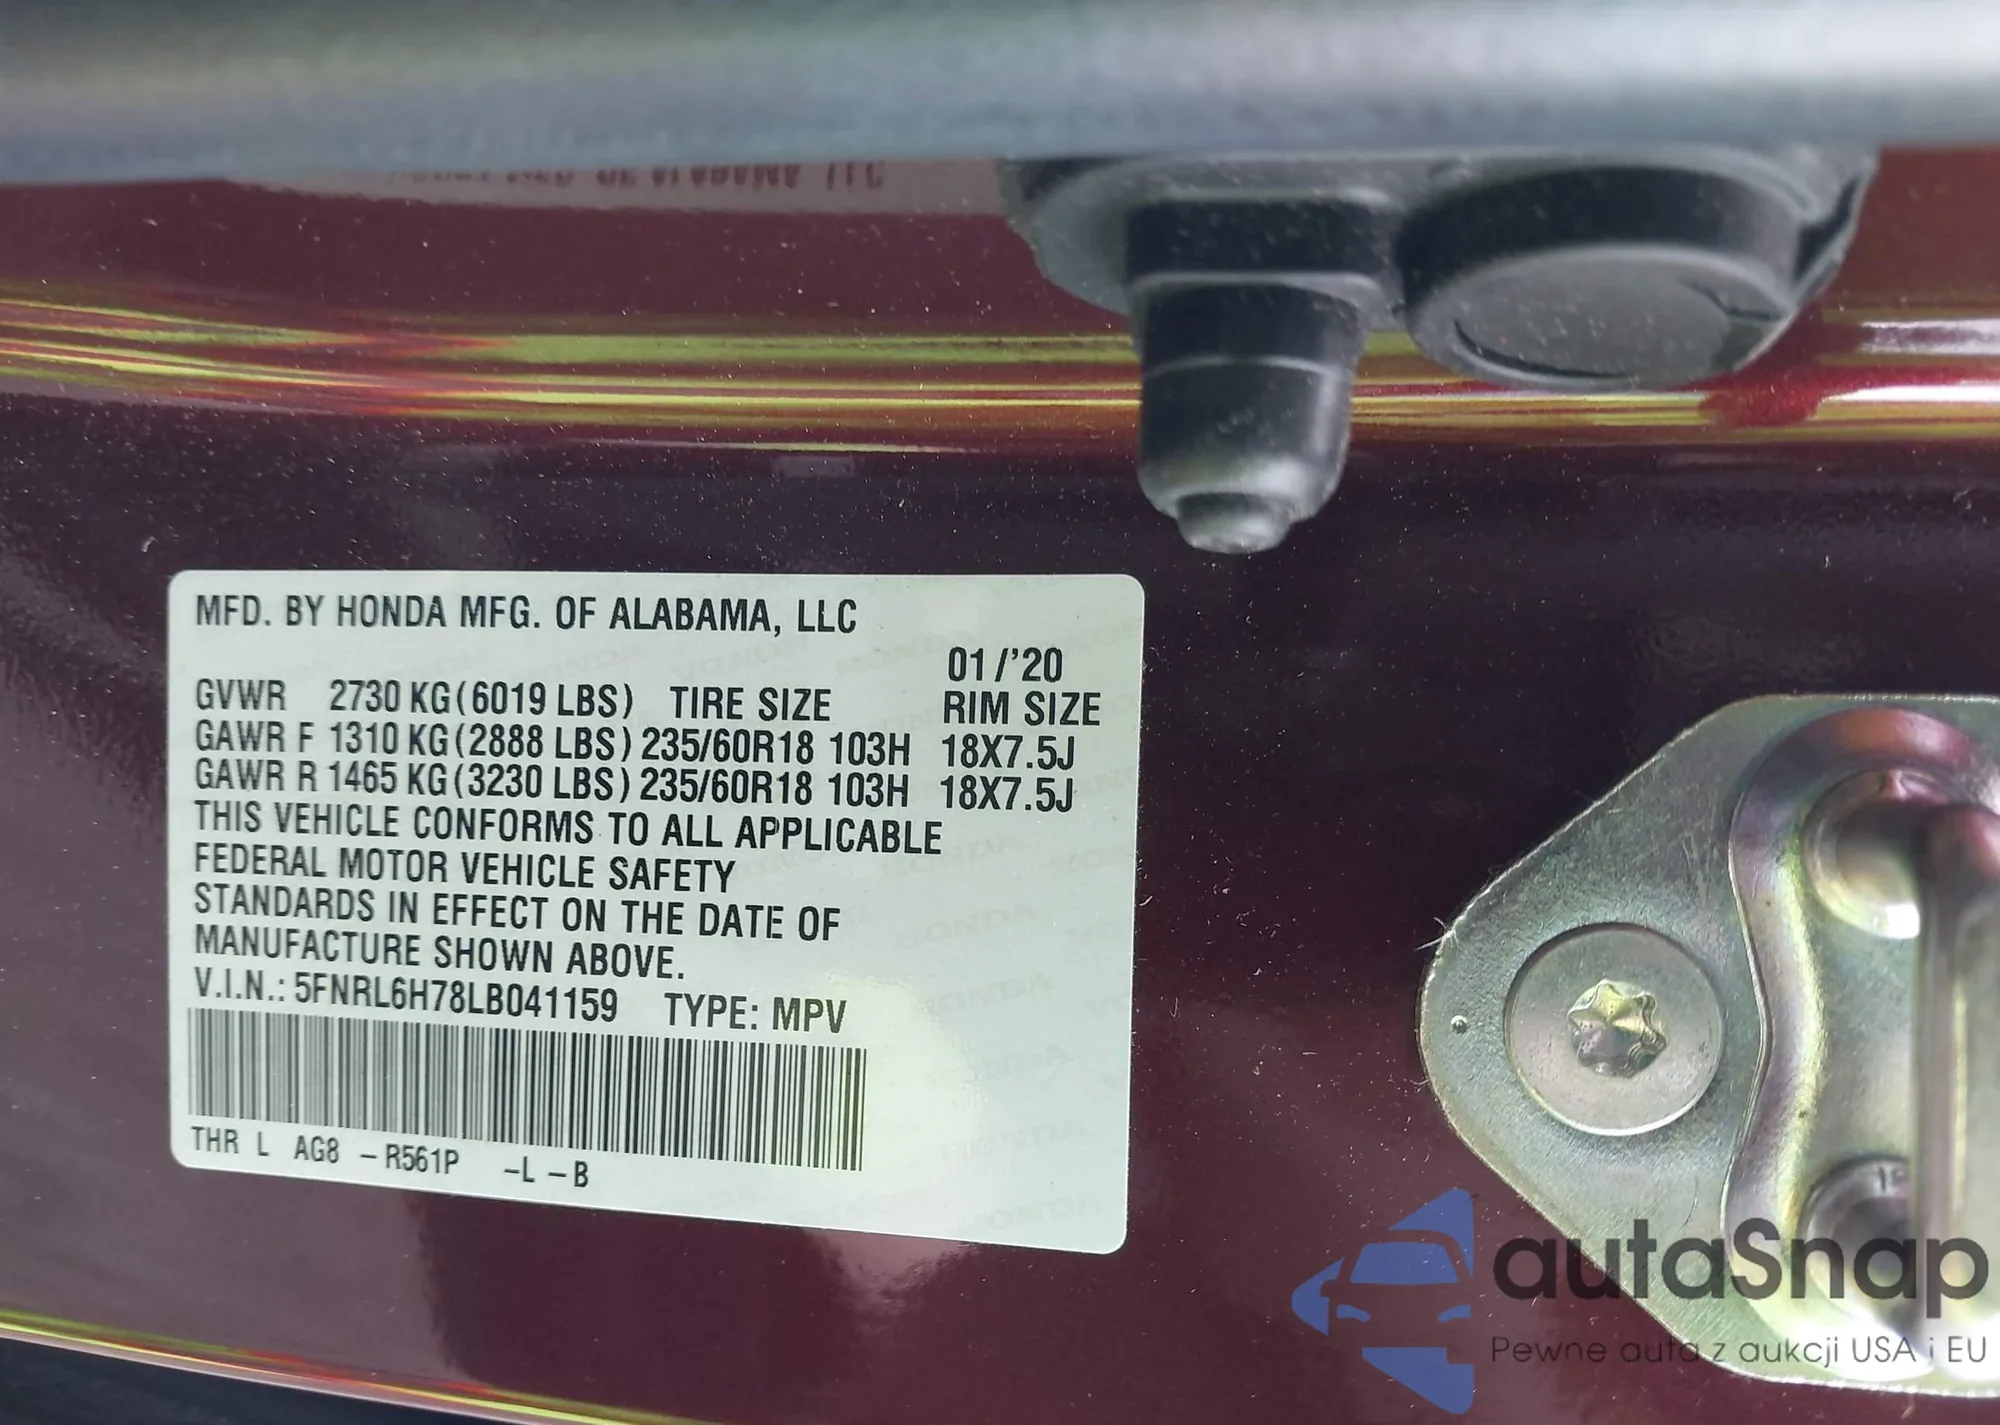 MFD. BY HONDA MFG. OF ALABAMA, LLC
01/'20
GVWR 2730 KG(6019 LBS) TIRE SIZE RIM SIZE
GAWR F 1310 KG(2888 LBS) 235/60R18 103H 18X7.5J
GAWR R 1465 KG(3230 LBS) 235/60R18 103H 18X7.5J
THIS VEHICLE CONFORMS TO ALL APPLICABLE
FEDERAL MOTOR VEHICLE SAFETY
STANDARDS IN EFFECT ON THE DATE OF
MANUFACTURE SHOWN ABOVE.
V.I.N.: 5FNRL6H78LB041159 TYPE: MPV
THR L AG8 -R561P -L -B
autaSnap
Pewne auta z aukcji USA i EU